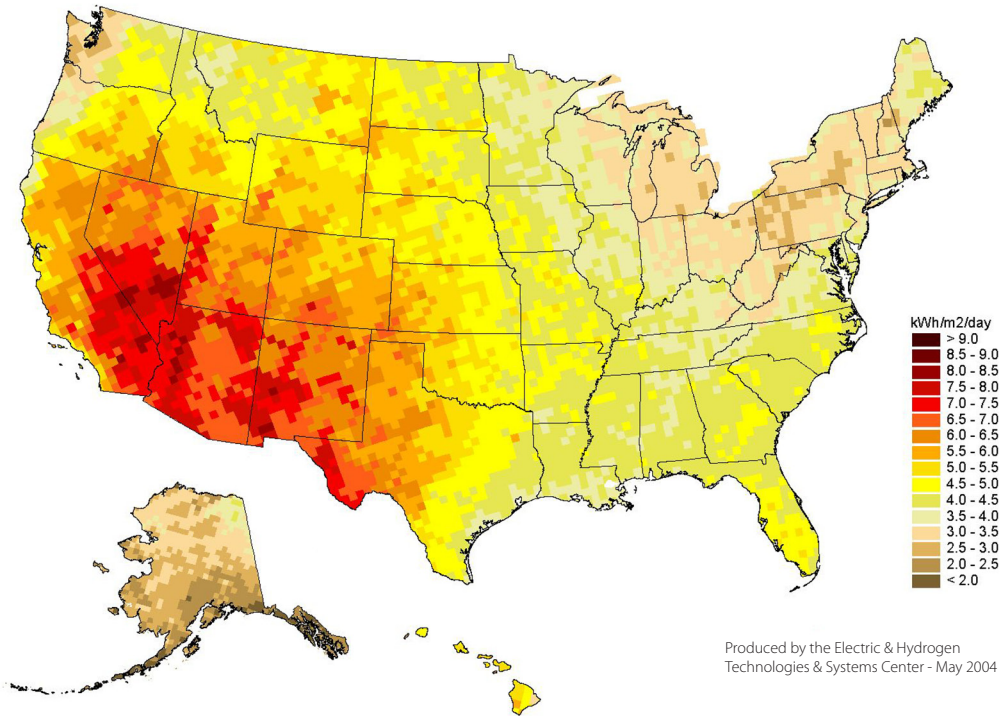 kWh/m2/day
> 9.0
8.5 - 9.0
8.0 - 8.5
7.5 - 8.0
7.0 - 7.5
6.5 - 7.0
6.0 - 6.5
5.5 - 6.0
5.0 - 5.5
4.5 - 5.0
4.0 - 4.5
3.5 - 4.0
3.0 - 3.5
2.5 - 3.0
2.0 - 2.5
< 2.0
Produced by the Electric & Hydrogen
Technologies & Systems Center - May 2004